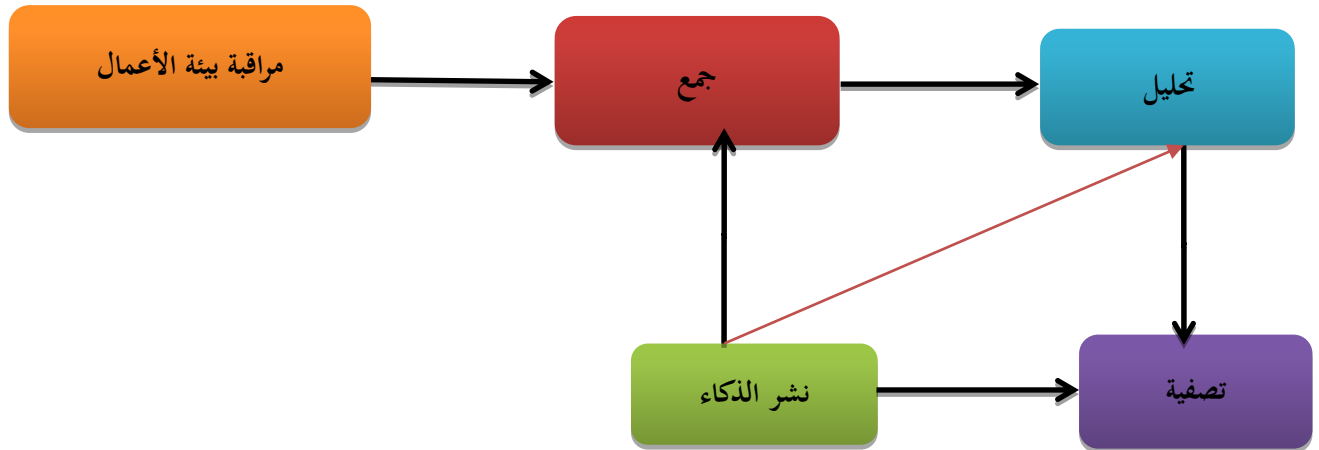 مراقبة بيئة الأعمال
جمع
تحليل
نشر الذكاء
تصفية